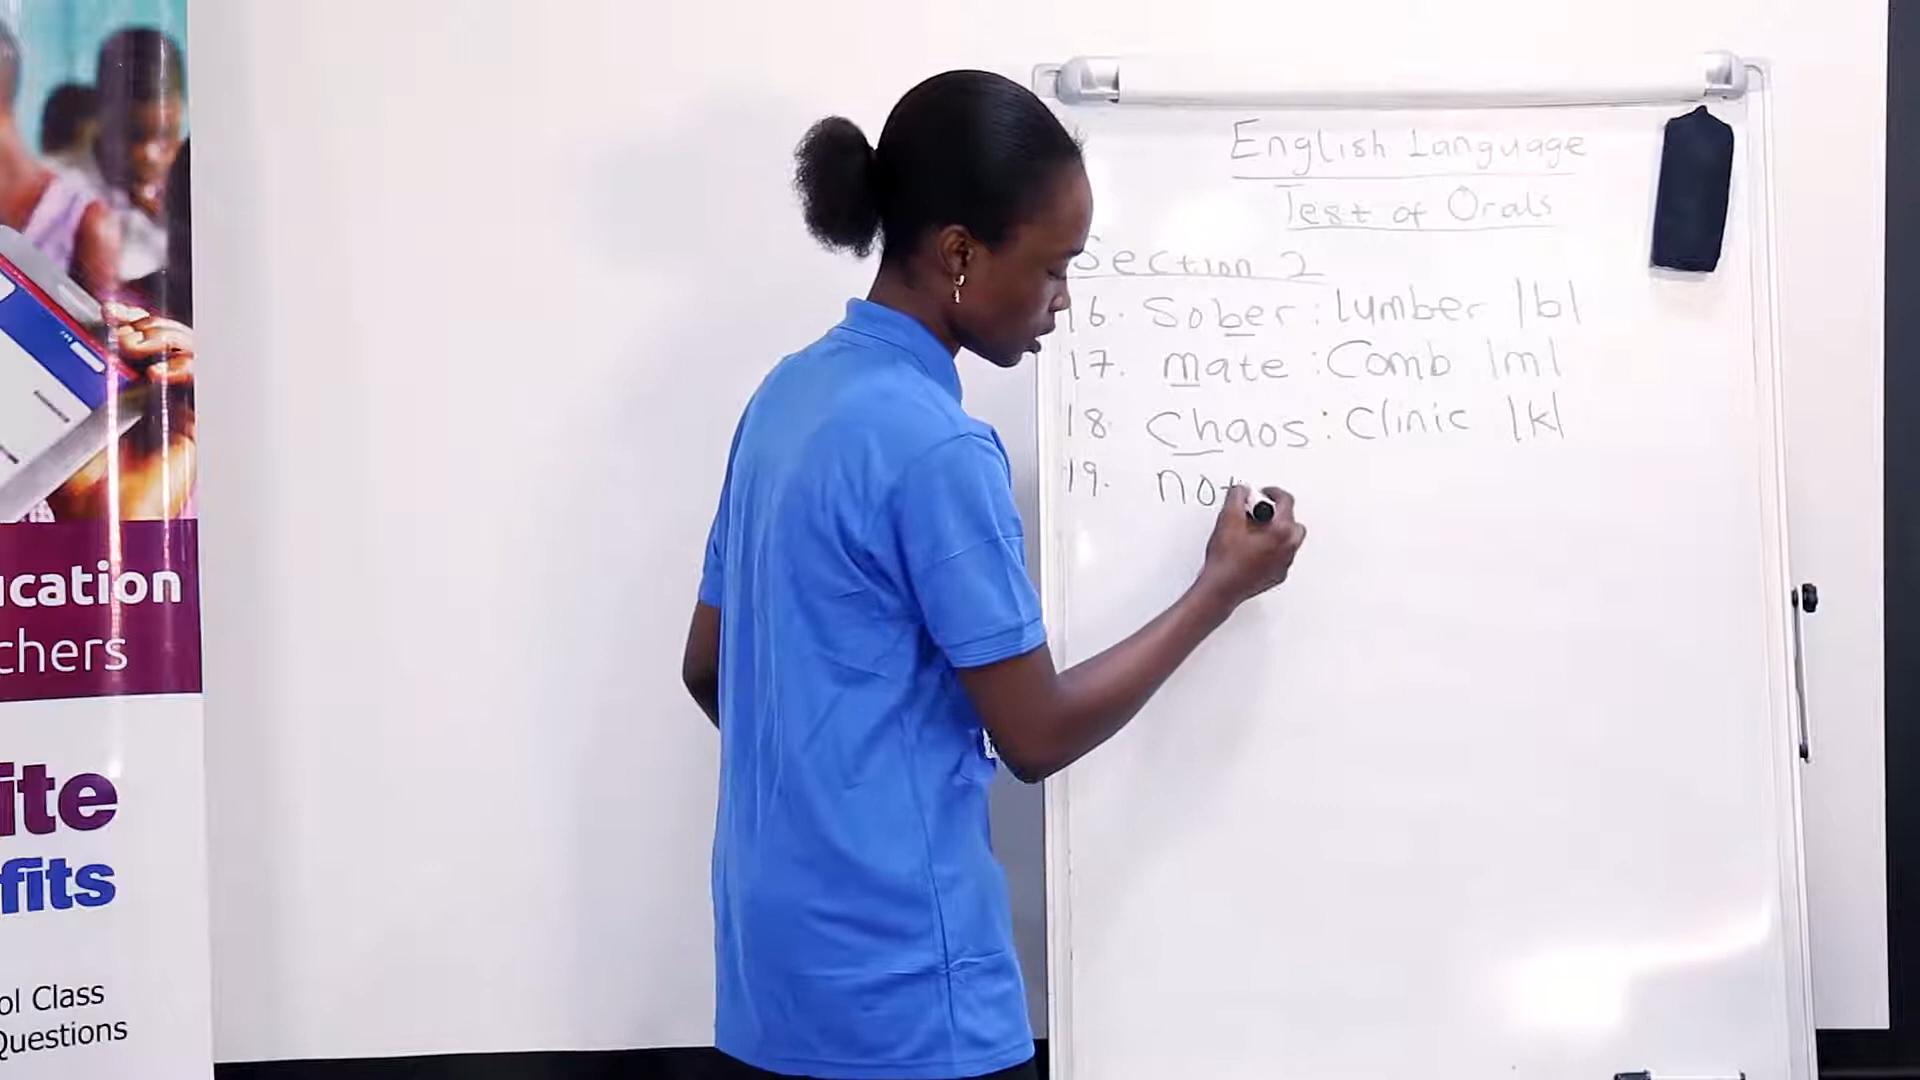 English Language
Test of Orals
Section 2
16. Sober : lumber |b|
17. mate : Comb |m|
18 Chaos : Clinic |k|
19. not
ucation
chers
ite
fits
ol Class
Questions